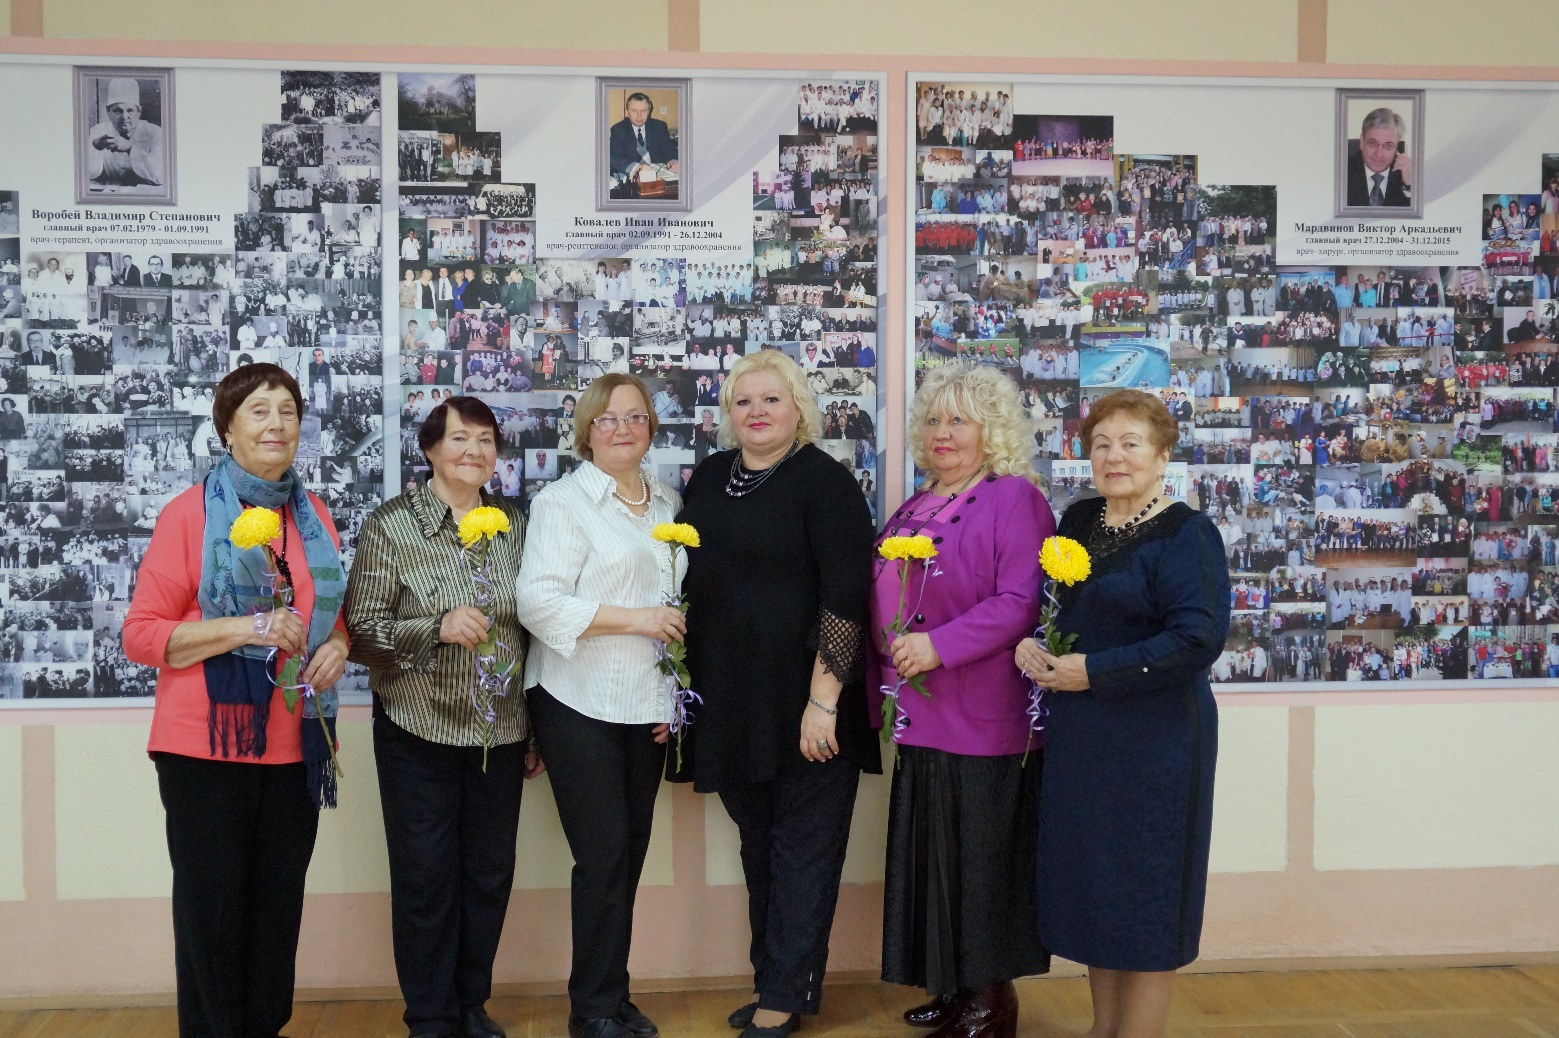 Воробей Владимир Степанович
главный врач 07.02.1979 - 01.09.1991
врач-терапевт, организатор здравоохранения
Ковалев Иван Иванович
главный врач 02.09.1991 - 26.12.2004
врач-рентгенолог, организатор здравоохранения
Мардвинов Виктор Аркадьевич
главный врач 27.12.2004 - 31.12.2015
врач- хирург, организатор здравоохранения